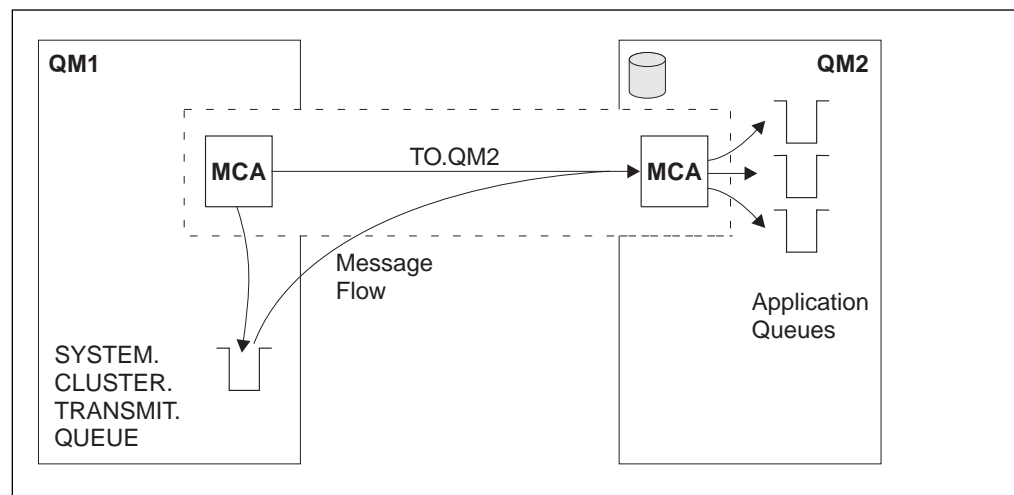 QM1
QM2
TO.QM2
MCA
MCA
Message
Flow
Application
Queues
SYSTEM.
CLUSTER.
TRANSMIT.
QUEUE